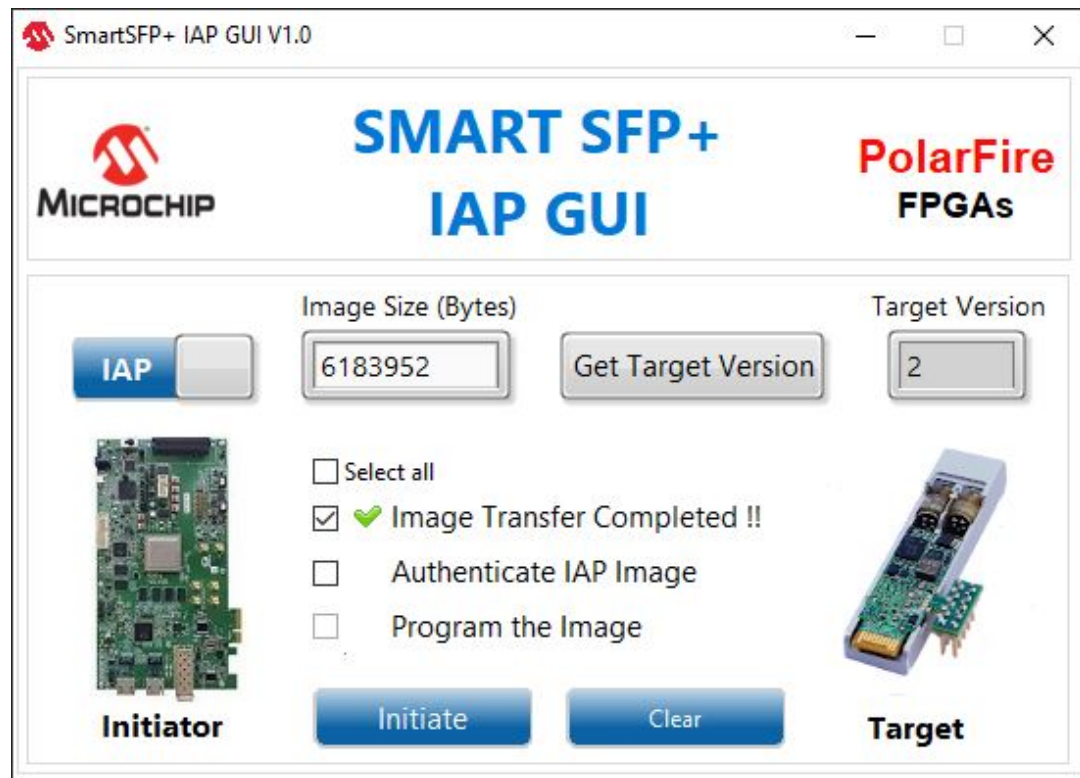 SmartSFP+ IAP GUI V1.0
MICROCHIP
SMART SFP+
IAP GUI
PolarFire
FPGAs
Image Size (Bytes)
Target Version
IAP
6183952
Get Target Version
2
Select all
Image Transfer Completed !!
Authenticate IAP Image
Program the Image
Initiator
Initiate
Clear
Target